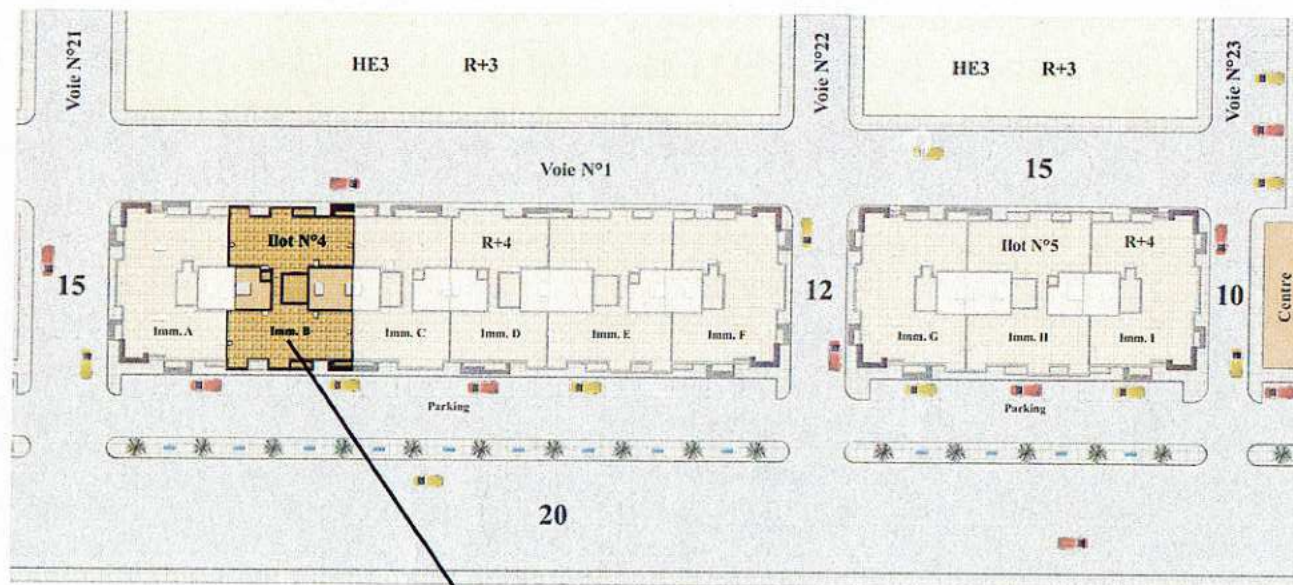 Voie N°21
HE3 R+3
Voie N°22
HE3 R+3
Voie N°23
Voie N°1
15
Ilot N°4
R+4
Ilot N°5
R+4
15
12
10
Centre
Imm. A
Imm. B
Imm. C
Imm. D
Imm. E
Imm. F
Imm. G
Imm. H
Imm. I
Parking
Parking
20